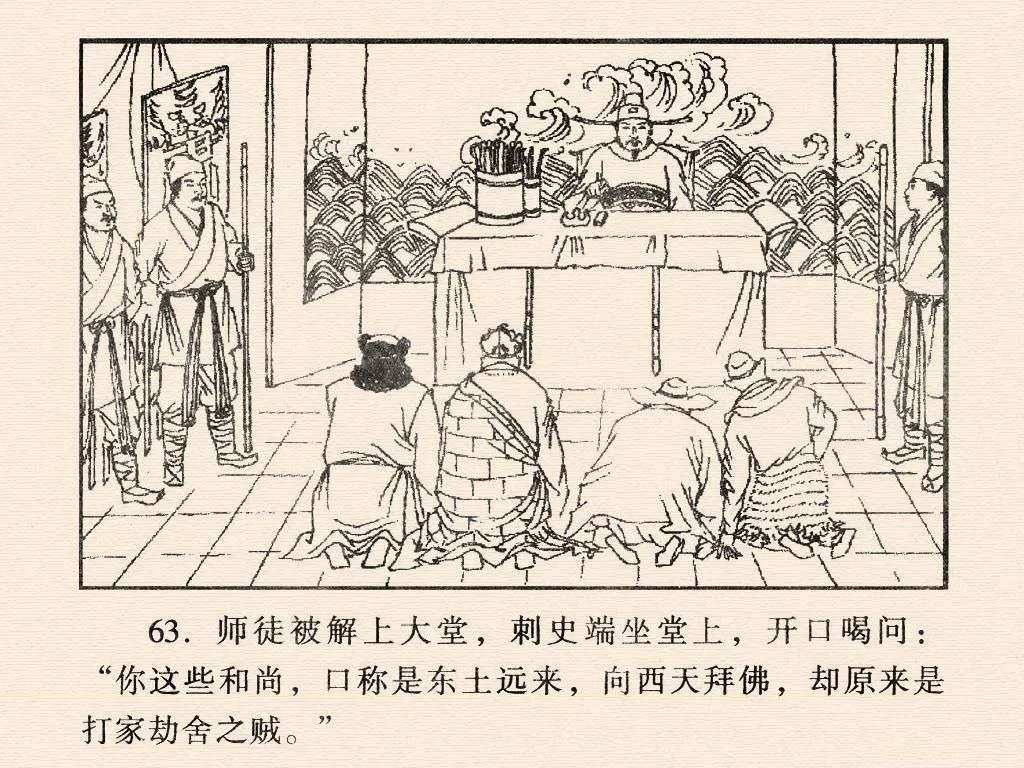 63. 师徒被解上大堂，刺史端坐堂上，开口喝问：
“你这些和尚，口称是东土远来，向西天拜佛，却原来是
打家劫舍之贼。”